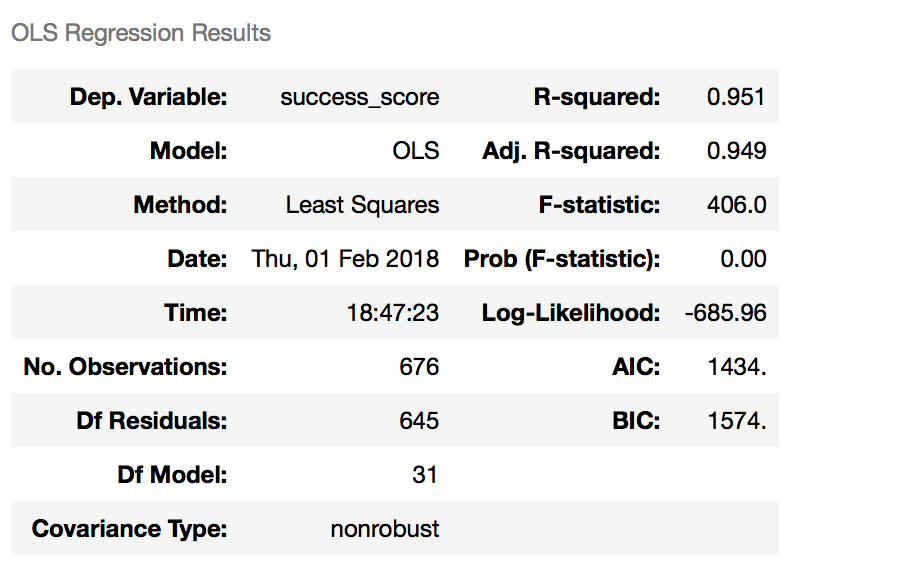 OLS Regression Results
Dep. Variable: success_score R-squared: 0.951
Model: OLS Adj. R-squared: 0.949
Method: Least Squares F-statistic: 406.0
Date: Thu, 01 Feb 2018 Prob (F-statistic): 0.00
Time: 18:47:23 Log-Likelihood: -685.96
No. Observations: 676 AIC: 1434.
Df Residuals: 645 BIC: 1574.
Df Model: 31
Covariance Type: nonrobust